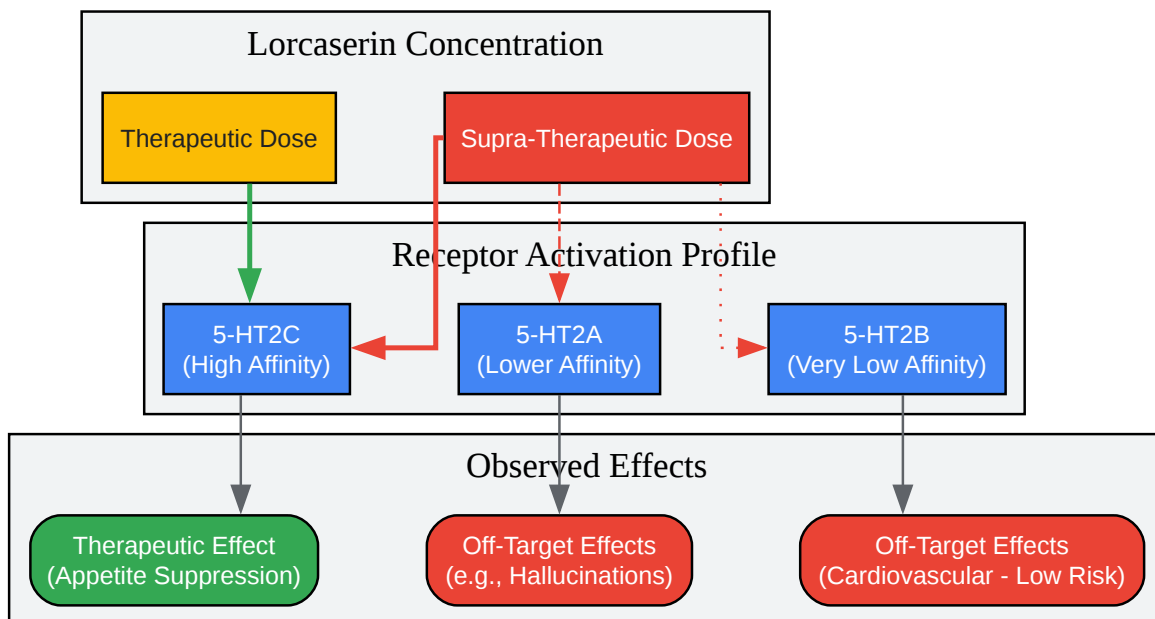 Lorcaserin Concentration
Therapeutic Dose
Supra-Therapeutic Dose
Receptor Activation Profile
5-HT2C
(High Affinity)
5-HT2A
(Lower Affinity)
5-HT2B
(Very Low Affinity)
Observed Effects
Therapeutic Effect
(Appetite Suppression)
Off-Target Effects
(e.g., Hallucinations)
Off-Target Effects
(Cardiovascular - Low Risk)